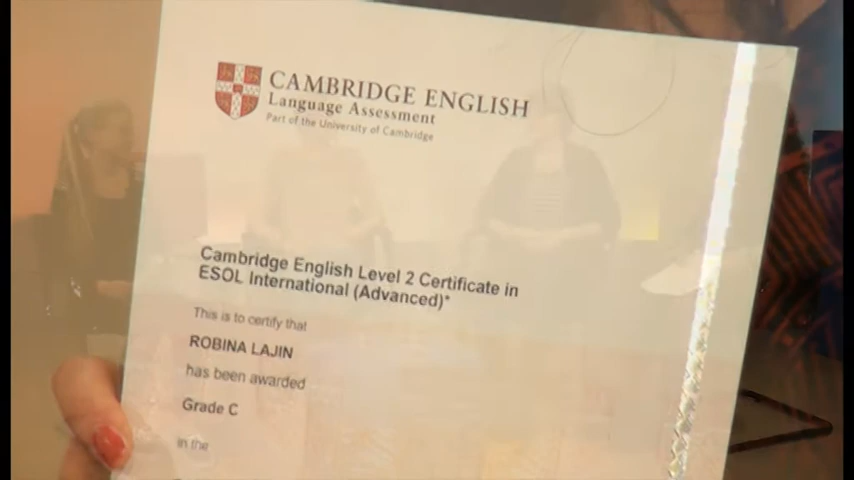 CAMBRIDGE ENGLISH
Language Assessment
Part of the University of Cambridge
Cambridge English Level 2 Certificate in
ESOL International (Advanced)*
This is to certify that
ROBINA LAJIN
has been awarded
Grade C
in the